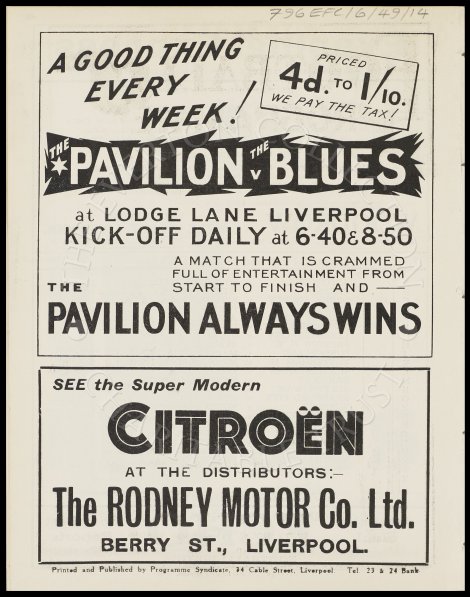 796 EFC/6/49/14
A GOOD THING
EVERY
WEEK!
PRICED
4d. TO 1/10.
WE PAY THE TAX!
THE PAVILION THE V BLUES
at LODGE LANE LIVERPOOL
KICK-OFF DAILY at 6-40 & 8-50
A MATCH THAT IS CRAMMED
FULL OF ENTERTAINMENT FROM
START TO FINISH AND —
THE
PAVILION ALWAYS WINS
SEE the Super Modern
CITROËN
AT THE DISTRIBUTORS:–
The RODNEY MOTOR Co. Ltd.
BERRY ST., LIVERPOOL.
Printed and Published by Programme Syndicate, 34 Cable Street, Liverpool. Tel. 23 & 24 Bank